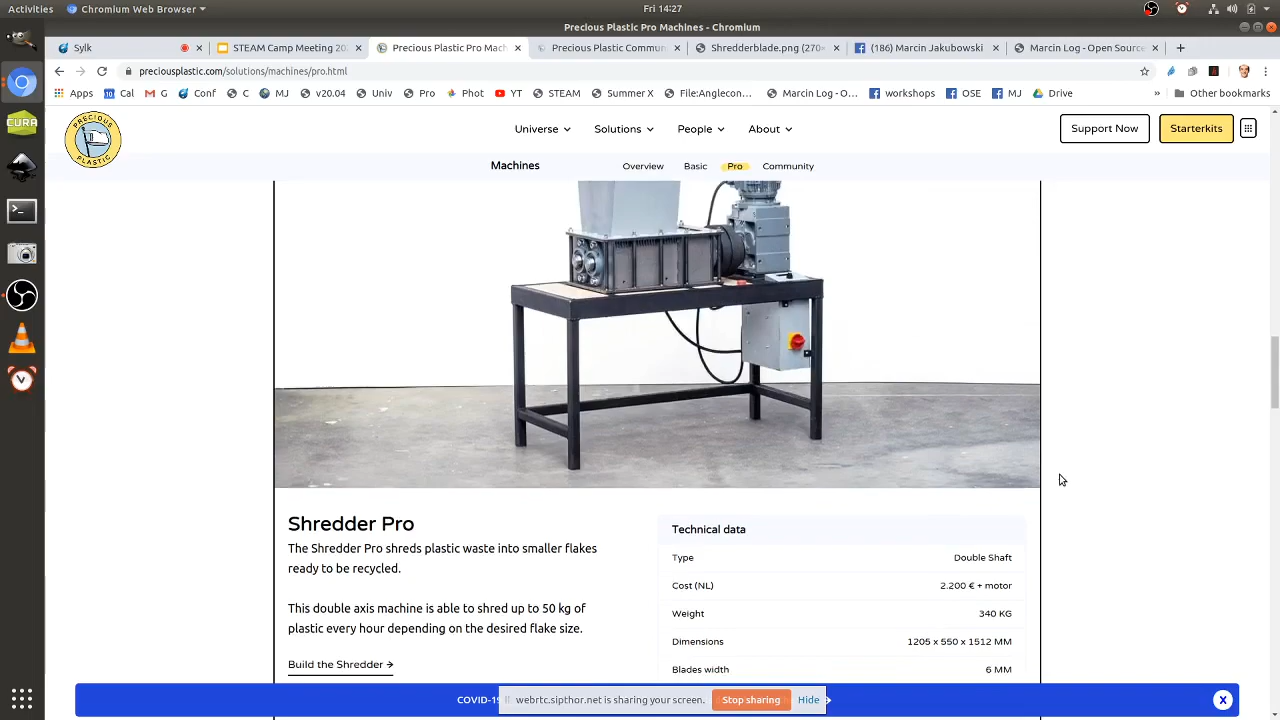 Activities Chromium Web Browser Fri 14:27
Precious Plastic Pro Machines - Chromium
Sylk STEAM Camp Meeting 202 Precious Plastic Pro Mach Precious Plastic Commun Shredderblade.png (270× (186) Marcin Jakubowski Marcin Log - Open Source
preciousplastic.com/solutions/machines/pro.html
Apps Cal G Conf C MJ v20.04 Univ Pro Phot YT STEAM Summer X File:Anglecon… Marcin Log - O… workshops OSE MJ Drive » Other bookmarks
PRECIOUS PLASTIC
Universe Solutions People About Support Now Starterkits
Machines Overview Basic Pro Community
CURA
Shredder Pro
The Shredder Pro shreds plastic waste into smaller flakes
ready to be recycled.
This double axis machine is able to shred up to 50 kg of
plastic every hour depending on the desired flake size.
Build the Shredder →
Technical data
Type Double Shaft
Cost (NL) 2.200 € + motor
Weight 340 KG
Dimensions 1205 x 550 x 1512 MM
Blades width 6 MM
COVID-19 webrtc.sipthor.net is sharing your screen. Stop sharing Hide X